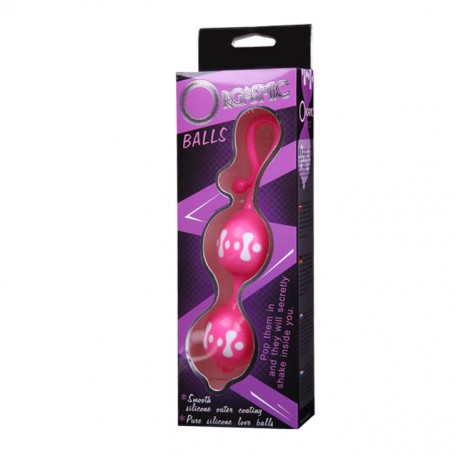 ORGASMIC
BALLS
Pop them in
and they will secretly
shake inside you.
*Smooth
silicone outer coating
*Pure silicone love balls